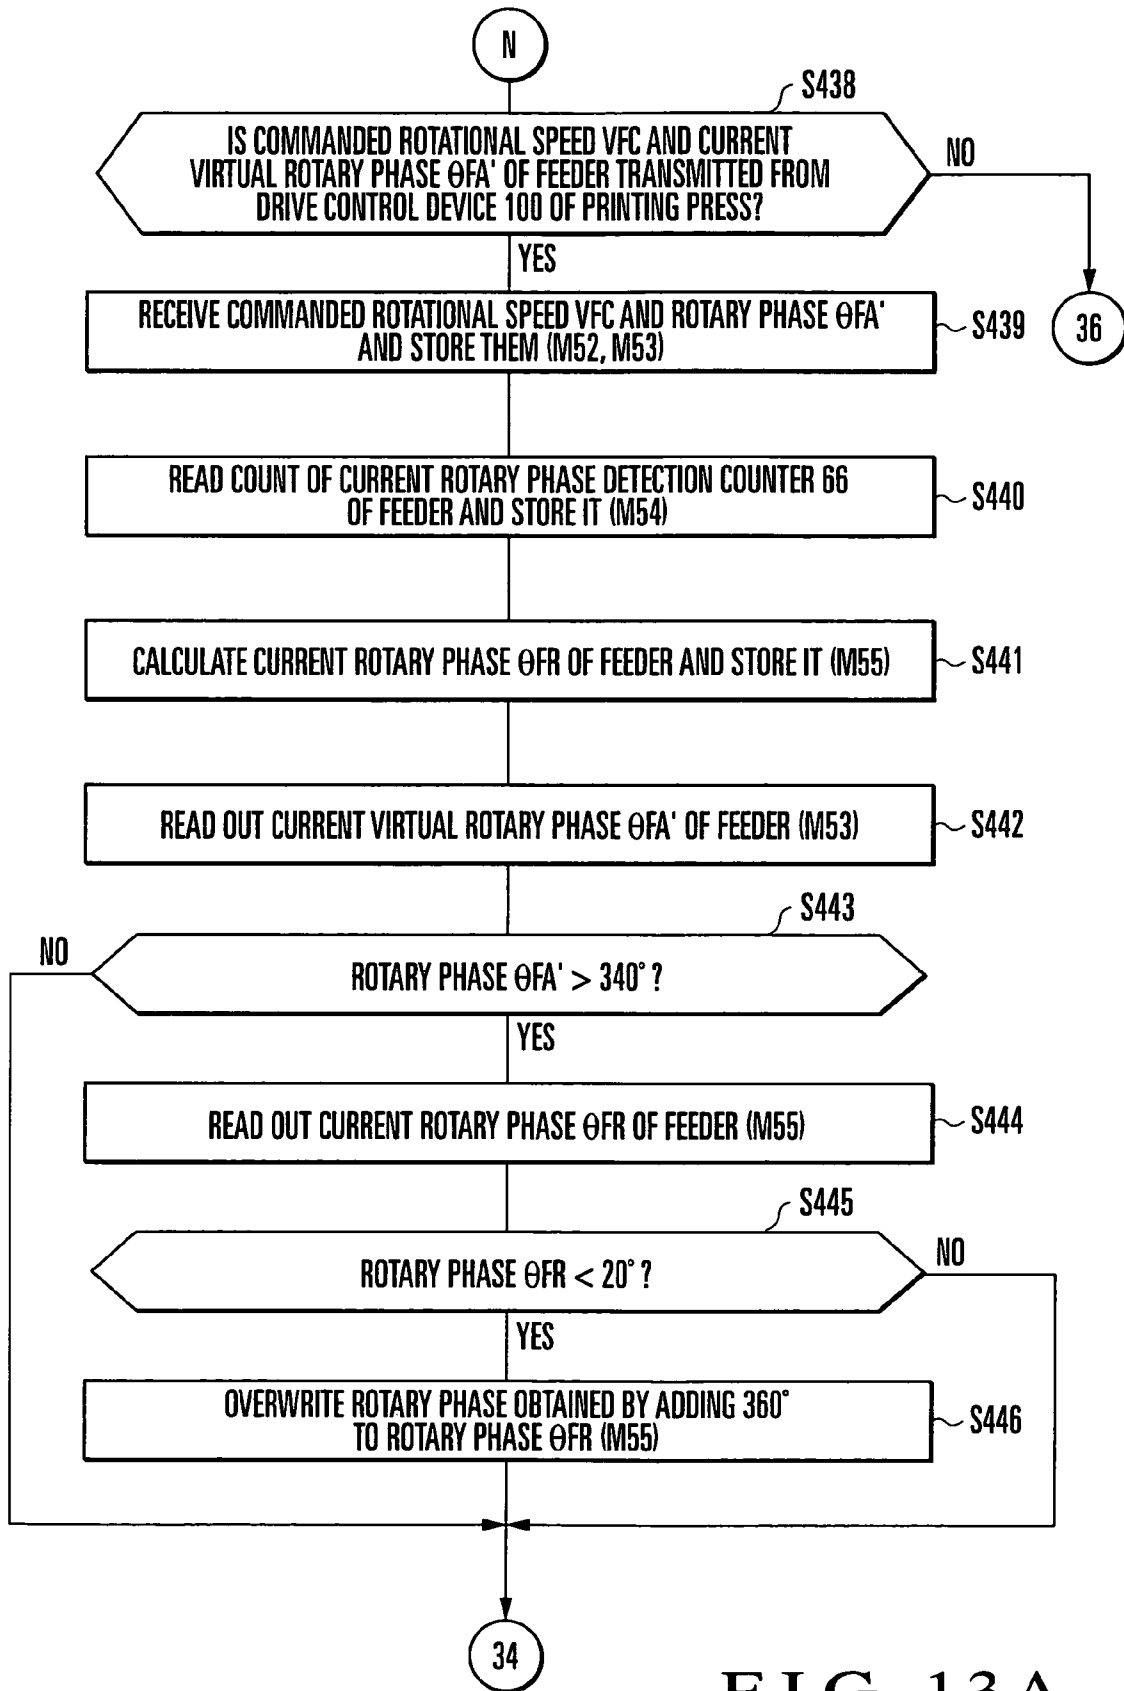 N
S438
IS COMMANDED ROTATIONAL SPEED VFC AND CURRENT
VIRTUAL ROTARY PHASE θFA' OF FEEDER TRANSMITTED FROM
DRIVE CONTROL DEVICE 100 OF PRINTING PRESS?
NO
YES
RECEIVE COMMANDED ROTATIONAL SPEED VFC AND ROTARY PHASE θFA'
AND STORE THEM (M52, M53)
S439
36
READ COUNT OF CURRENT ROTARY PHASE DETECTION COUNTER 66
OF FEEDER AND STORE IT (M54)
S440
CALCULATE CURRENT ROTARY PHASE θFR OF FEEDER AND STORE IT (M55)
S441
READ OUT CURRENT VIRTUAL ROTARY PHASE θFA' OF FEEDER (M53)
S442
S443
NO
ROTARY PHASE θFA' > 340° ?
YES
READ OUT CURRENT ROTARY PHASE θFR OF FEEDER (M55)
S444
S445
ROTARY PHASE θFR < 20° ?
NO
YES
OVERWRITE ROTARY PHASE OBTAINED BY ADDING 360°
TO ROTARY PHASE θFR (M55)
S446
34
FIG. 13A